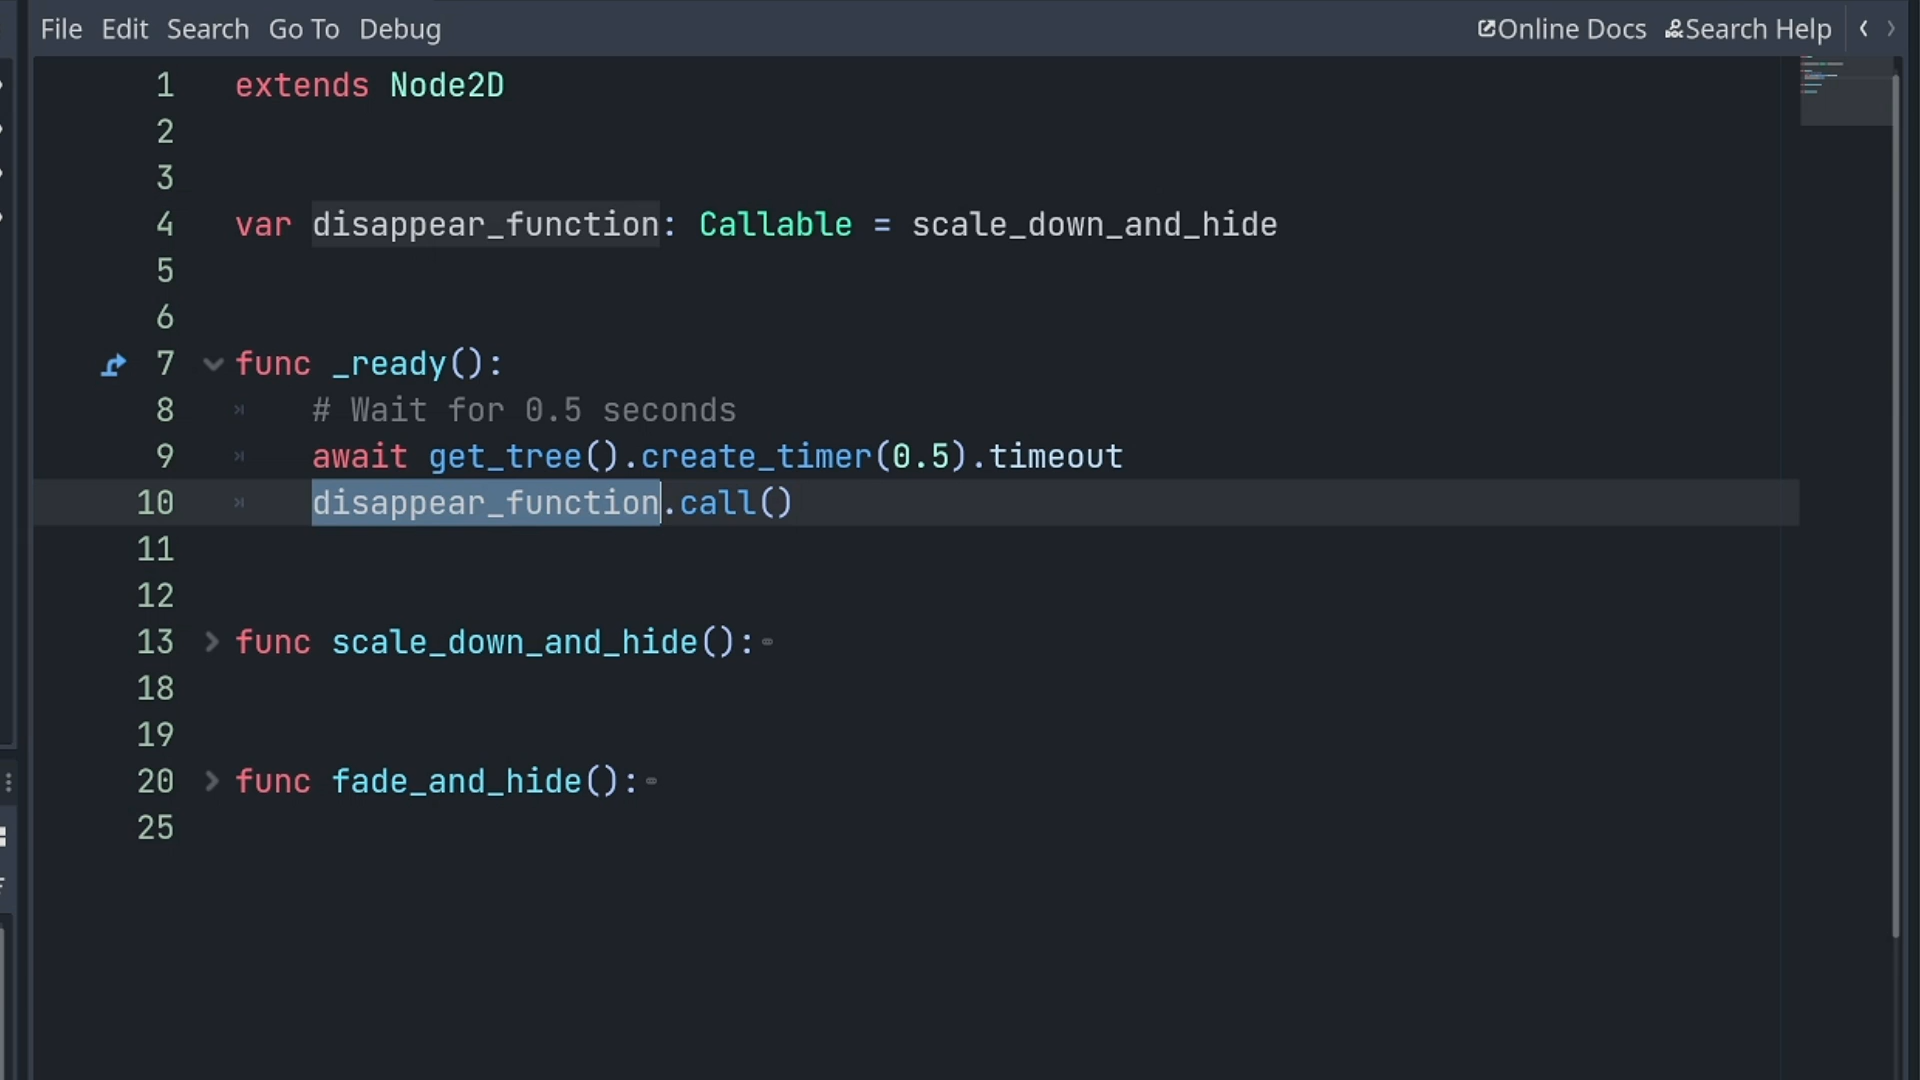 File Edit Search Go To Debug Online Docs Search Help
1 extends Node2D
2
3
4 var disappear_function: Callable = scale_down_and_hide
5
6
7 func _ready():
8 # Wait for 0.5 seconds
9 await get_tree().create_timer(0.5).timeout
10 disappear_function.call()
11
12
13 func scale_down_and_hide():
18
19
20 func fade_and_hide():
25